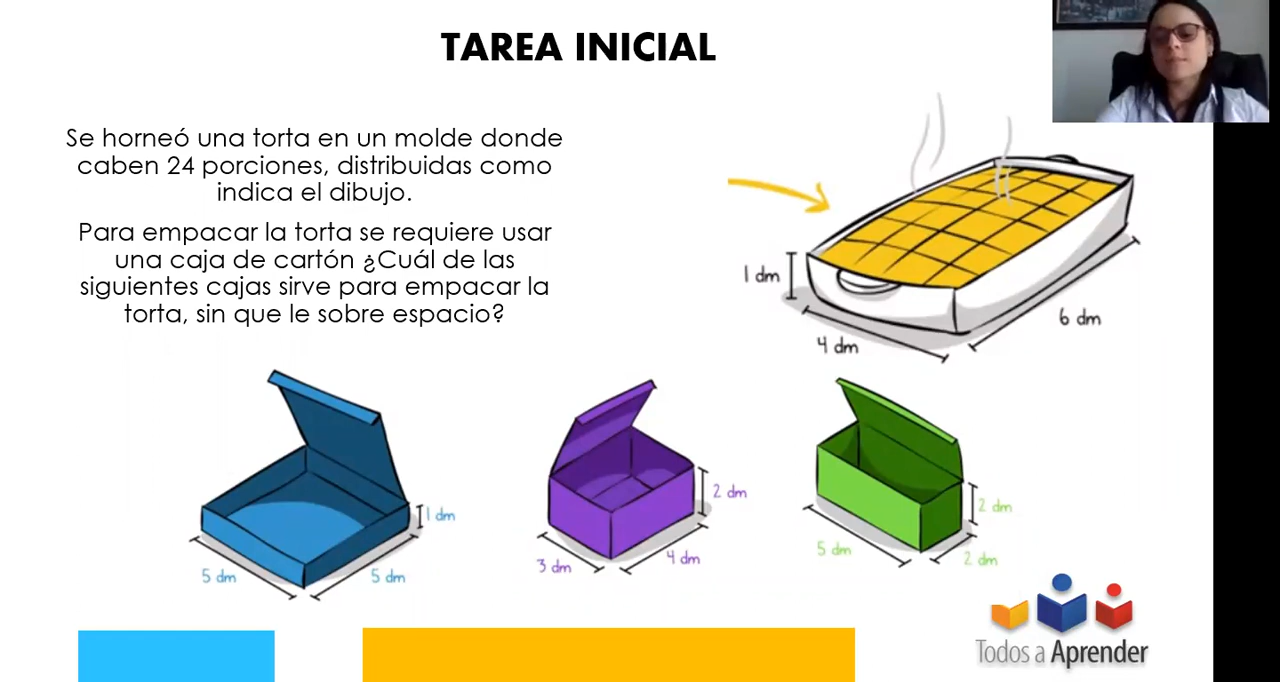 TAREA INICIAL
Se horneó una torta en un molde donde
caben 24 porciones, distribuidas como
indica el dibujo.
Para empacar la torta se requiere usar
una caja de cartón ¿Cuál de las
siguientes cajas sirve para empacar la
torta, sin que le sobre espacio?
1 dm
4 dm
6 dm
1 dm
5 dm
5 dm
2 dm
3 dm
4 dm
2 dm
5 dm
2 dm
Todos a Aprender